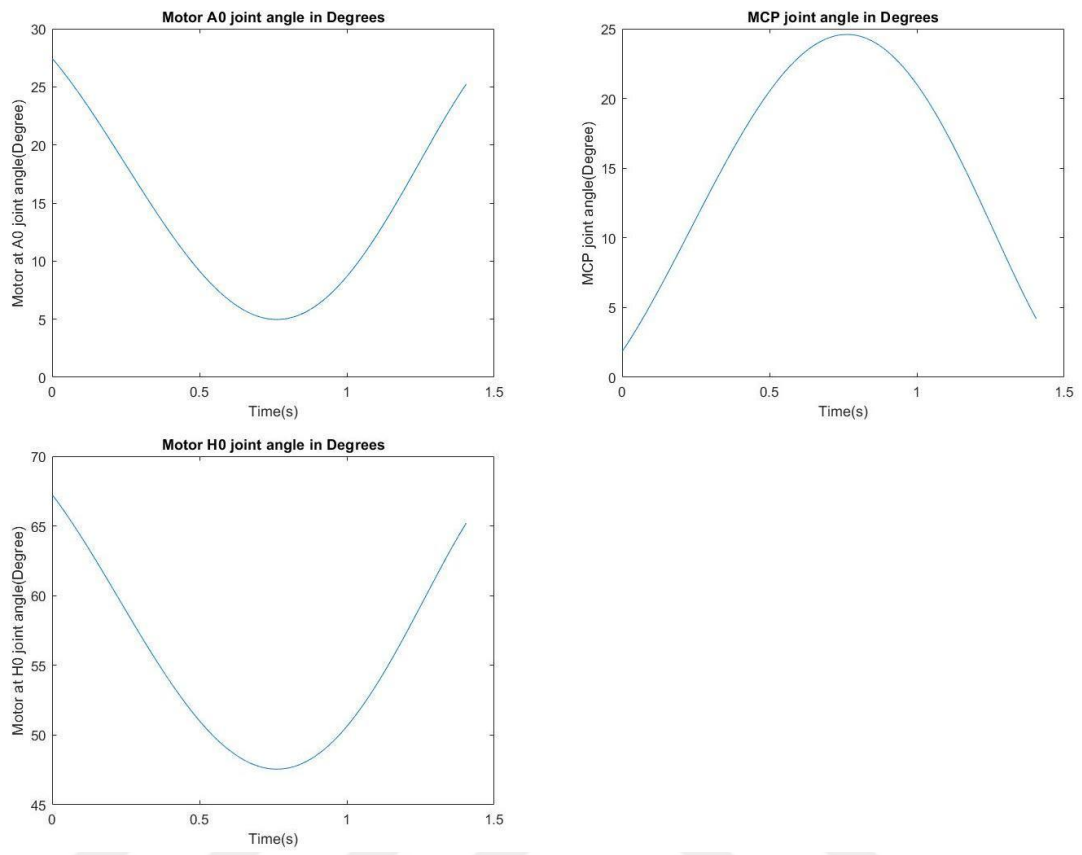 Motor A0 joint angle in Degrees
30
25
20
15
10
5
0
Motor at A0 joint angle(Degree)
0 0.5 1 1.5
Time(s)
MCP joint angle in Degrees
25
20
15
10
5
0
MCP joint angle(Degree)
0 0.5 1 1.5
Time(s)
Motor H0 joint angle in Degrees
70
65
60
55
50
45
Motor at H0 joint angle(Degree)
0 0.5 1 1.5
Time(s)